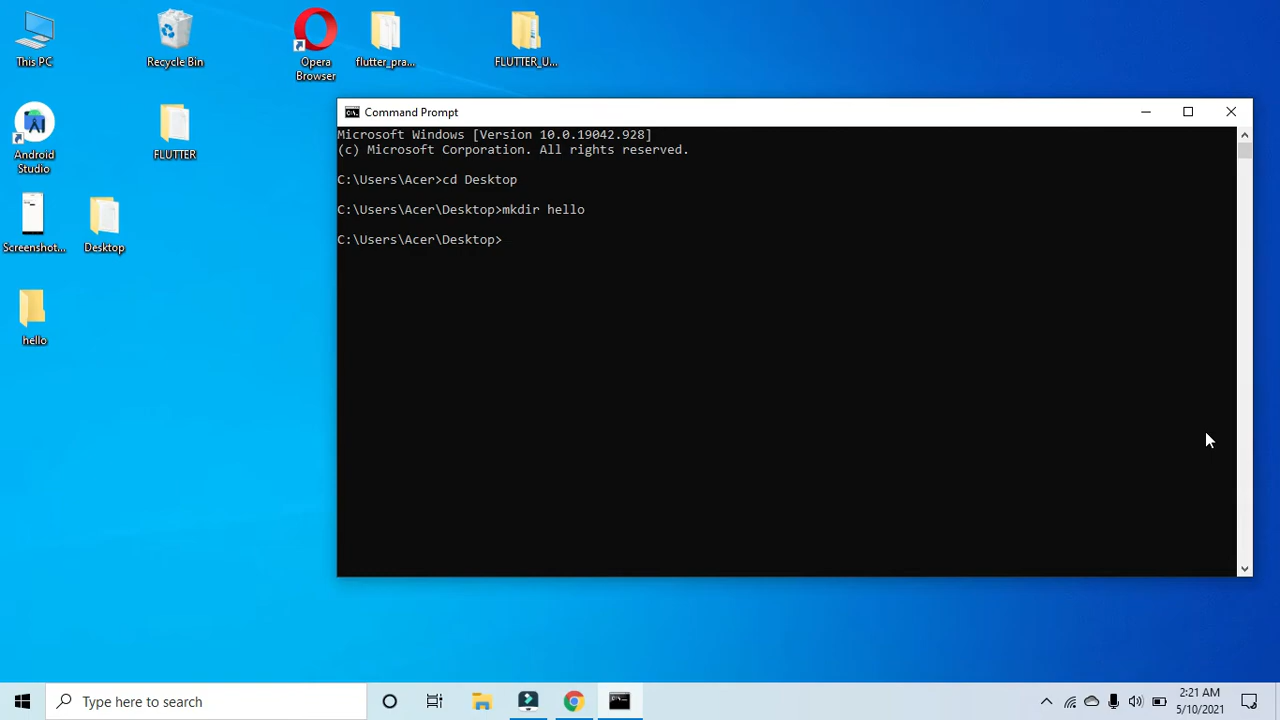 This PC
Recycle Bin
Opera
Browser
flutter_pra...
FLUTTER_U...
Android
Studio
FLUTTER
Screenshot...
Desktop
hello
Command Prompt
Microsoft Windows [Version 10.0.19042.928]
(c) Microsoft Corporation. All rights reserved.
C:\Users\Acer>cd Desktop
C:\Users\Acer\Desktop>mkdir hello
C:\Users\Acer\Desktop>
Type here to search
2:21 AM
5/10/2021